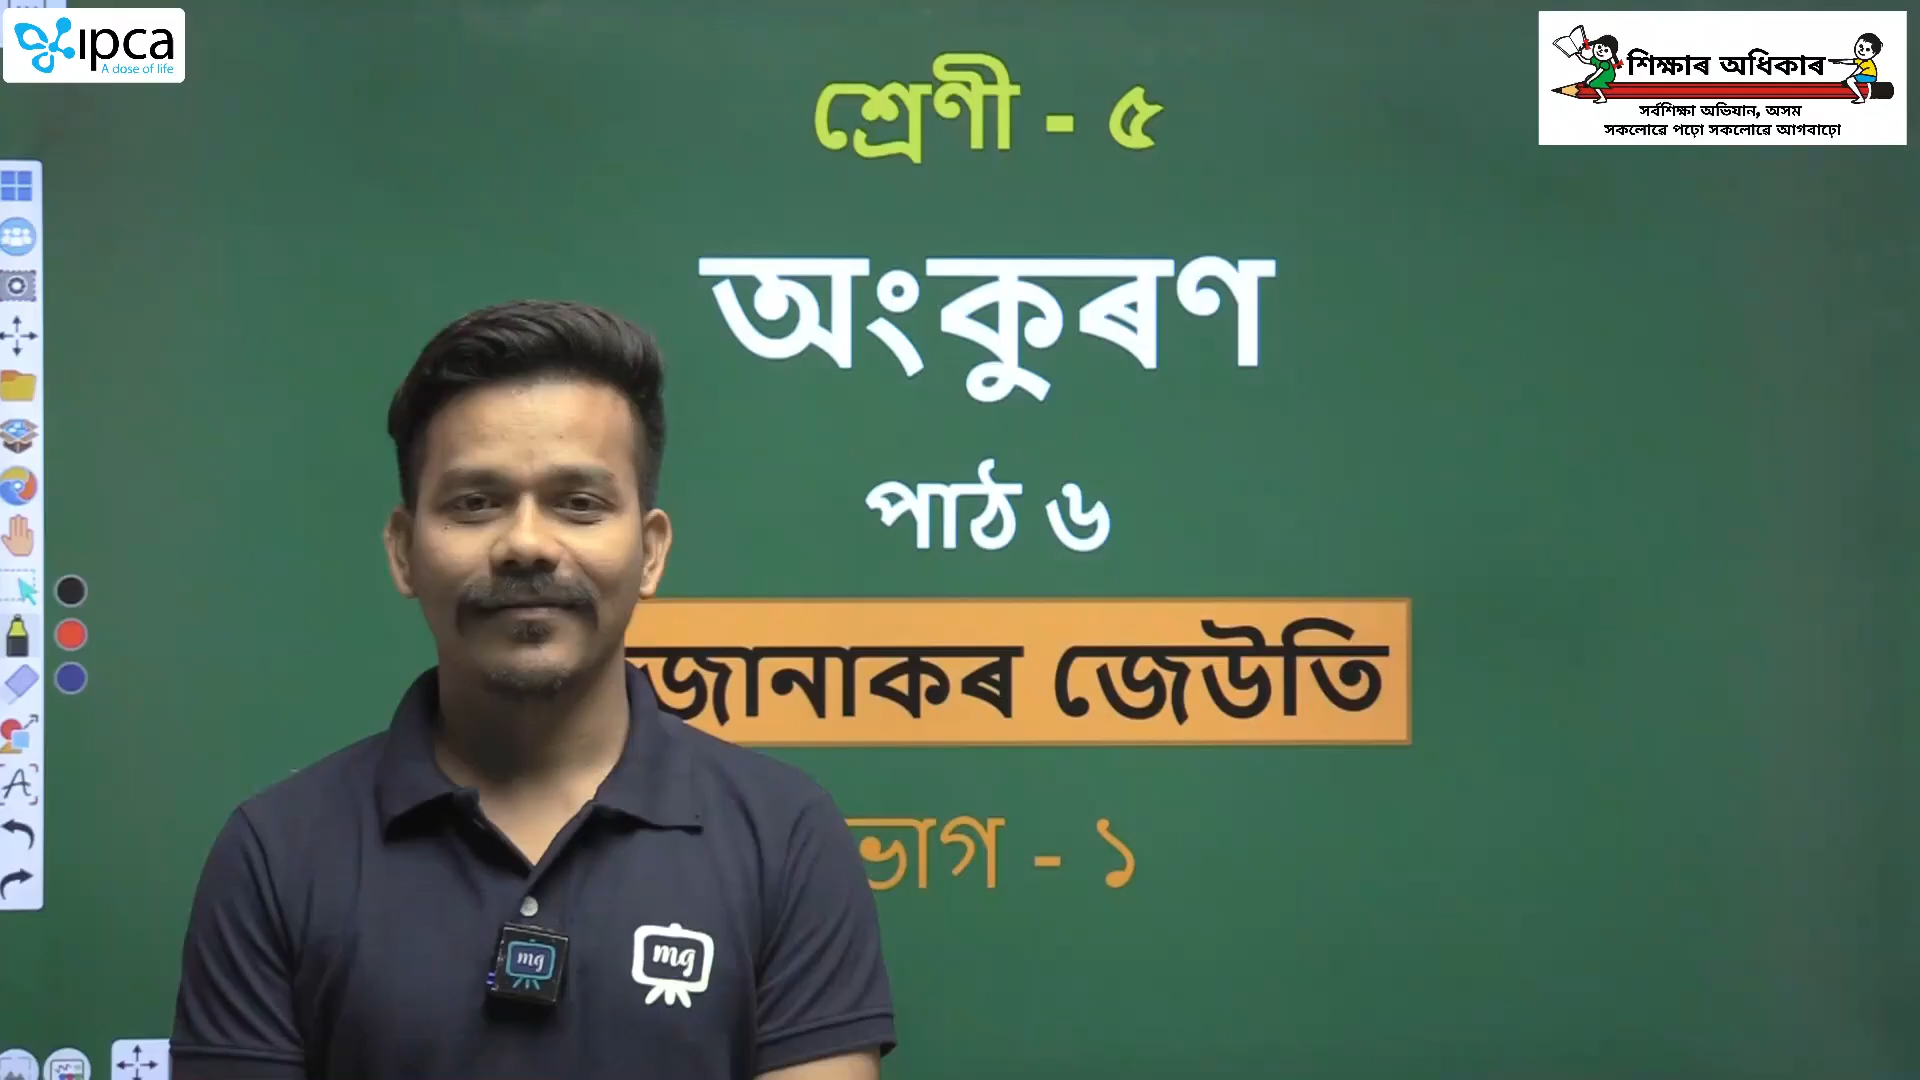 ipca
A dose of life
শিক্ষাৰ অধিকাৰ
সৰ্বশিক্ষা অভিযান, অসম
সকলোৱে পঢ়ো সকলোৱে আগবাঢ়ো
শ্ৰেণী - ৫
অংকুৰণ
পাঠ ৬
জোনাকৰ জেউতি
ভাগ - ১
mg
mg